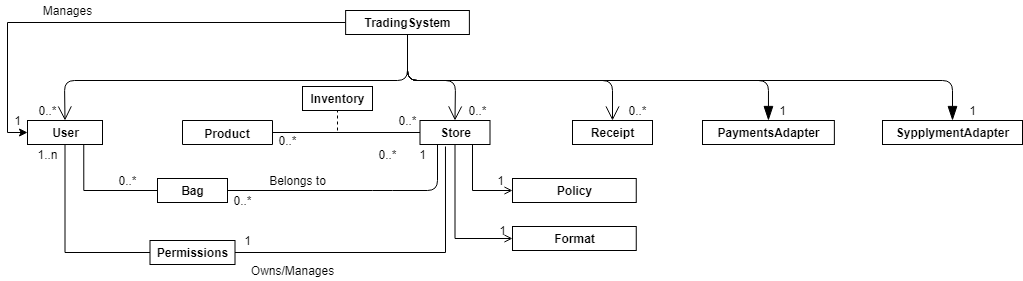 Manages
TradingSystem
Inventory
0..*
0..*
0..*
0..*
1
1
1
User
Product
0..*
Store
Receipt
PaymentsAdapter
SypplymentAdapter
1..n
0..*
1
0..*
Bag
0..*
Belongs to
1
Policy
Permissions
1
Owns/Manages
1
Format